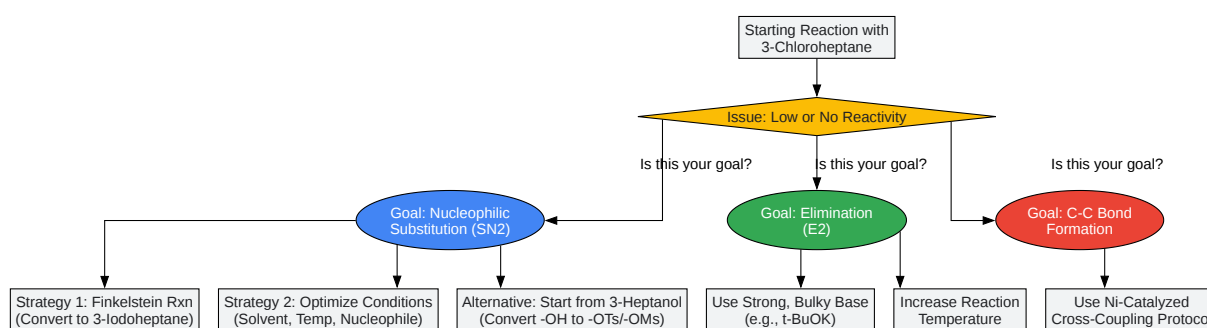 Starting Reaction with
3-Chloroheptane
Issue: Low or No Reactivity
Is this your goal?
Is this your goal?
Is this your goal?
Goal: Nucleophilic
Substitution (SN2)
Goal: Elimination
(E2)
Goal: C-C Bond
Formation
Strategy 1: Finkelstein Rxn
(Convert to 3-Iodoheptane)
Strategy 2: Optimize Conditions
(Solvent, Temp, Nucleophile)
Alternative: Start from 3-Heptanol
(Convert -OH to -OTs/-OMs)
Use Strong, Bulky Base
(e.g., t-BuOK)
Increase Reaction
Temperature
Use Ni-Catalyzed
Cross-Coupling Protoco